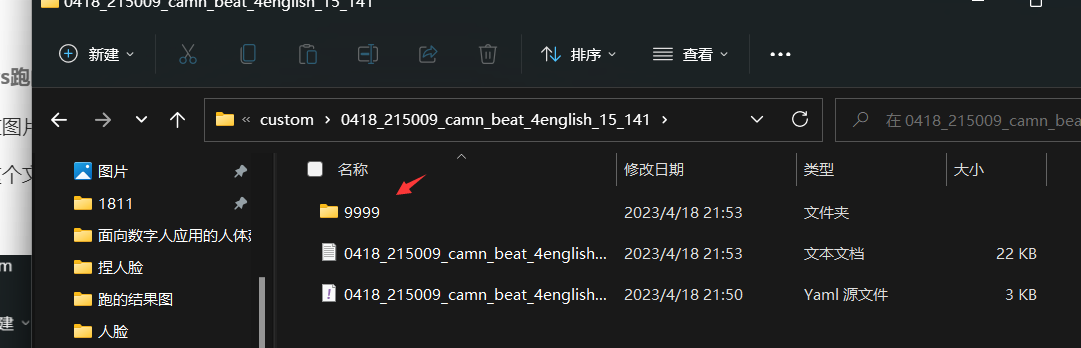 0418_215009_camn_beat_4english_15_141
新建
排序
查看
s跑
图片
个文
custom
0418_215009_camn_beat_4english_15_141
在 0418_215009_camn_bea
图片
1811
面向数字人应用的人体
捏人脸
跑的结果图
人脸
名称
修改日期
类型
大小
9999
2023/4/18 21:53
文件夹
0418_215009_camn_beat_4english...
2023/4/18 21:53
文本文档
22 KB
0418_215009_camn_beat_4english...
2023/4/18 21:50
Yaml 源文件
3 KB
m
建